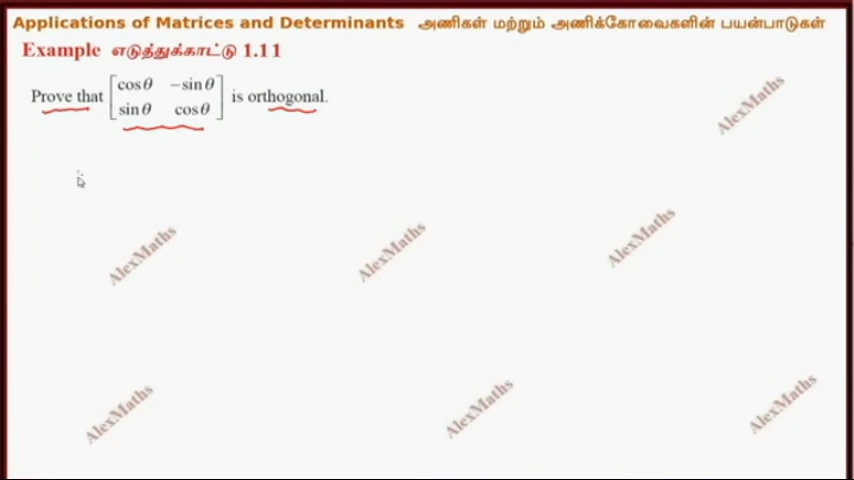 Applications of Matrices and Determinants அணிகள் மற்றும் அணிக்கோவைகளின் பயன்பாடுகள்
Example எடுத்துக்காட்டு 1.11
Prove that [cosθ −sinθ
sinθ cosθ] is orthogonal.
AlexMaths
AlexMaths
AlexMaths
AlexMaths
AlexMaths
AlexMaths
AlexMaths